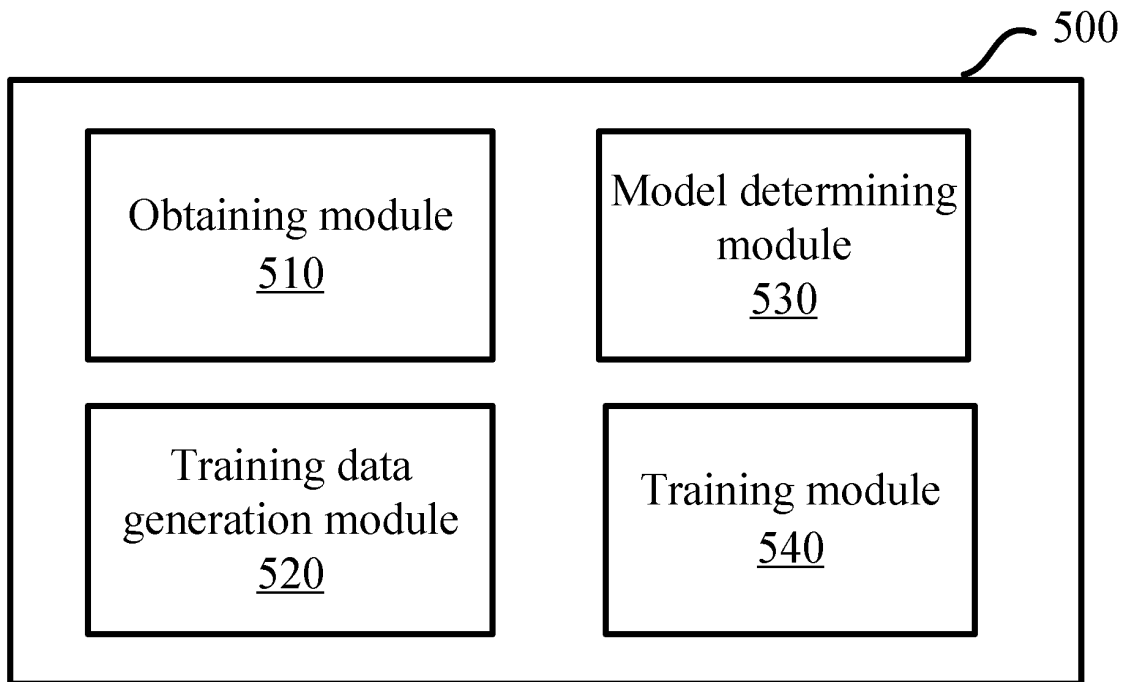 500
Obtaining module
510
Model determining
module
530
Training data
generation module
520
Training module
540